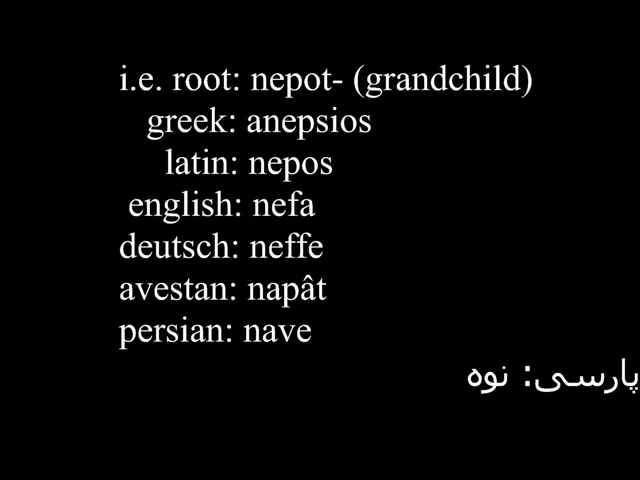 i.e. root: nepot- (grandchild)
greek: anepsios
latin: nepos
english: nefa
deutsch: neffe
avestan: napât
persian: nave
پارسی: نوه